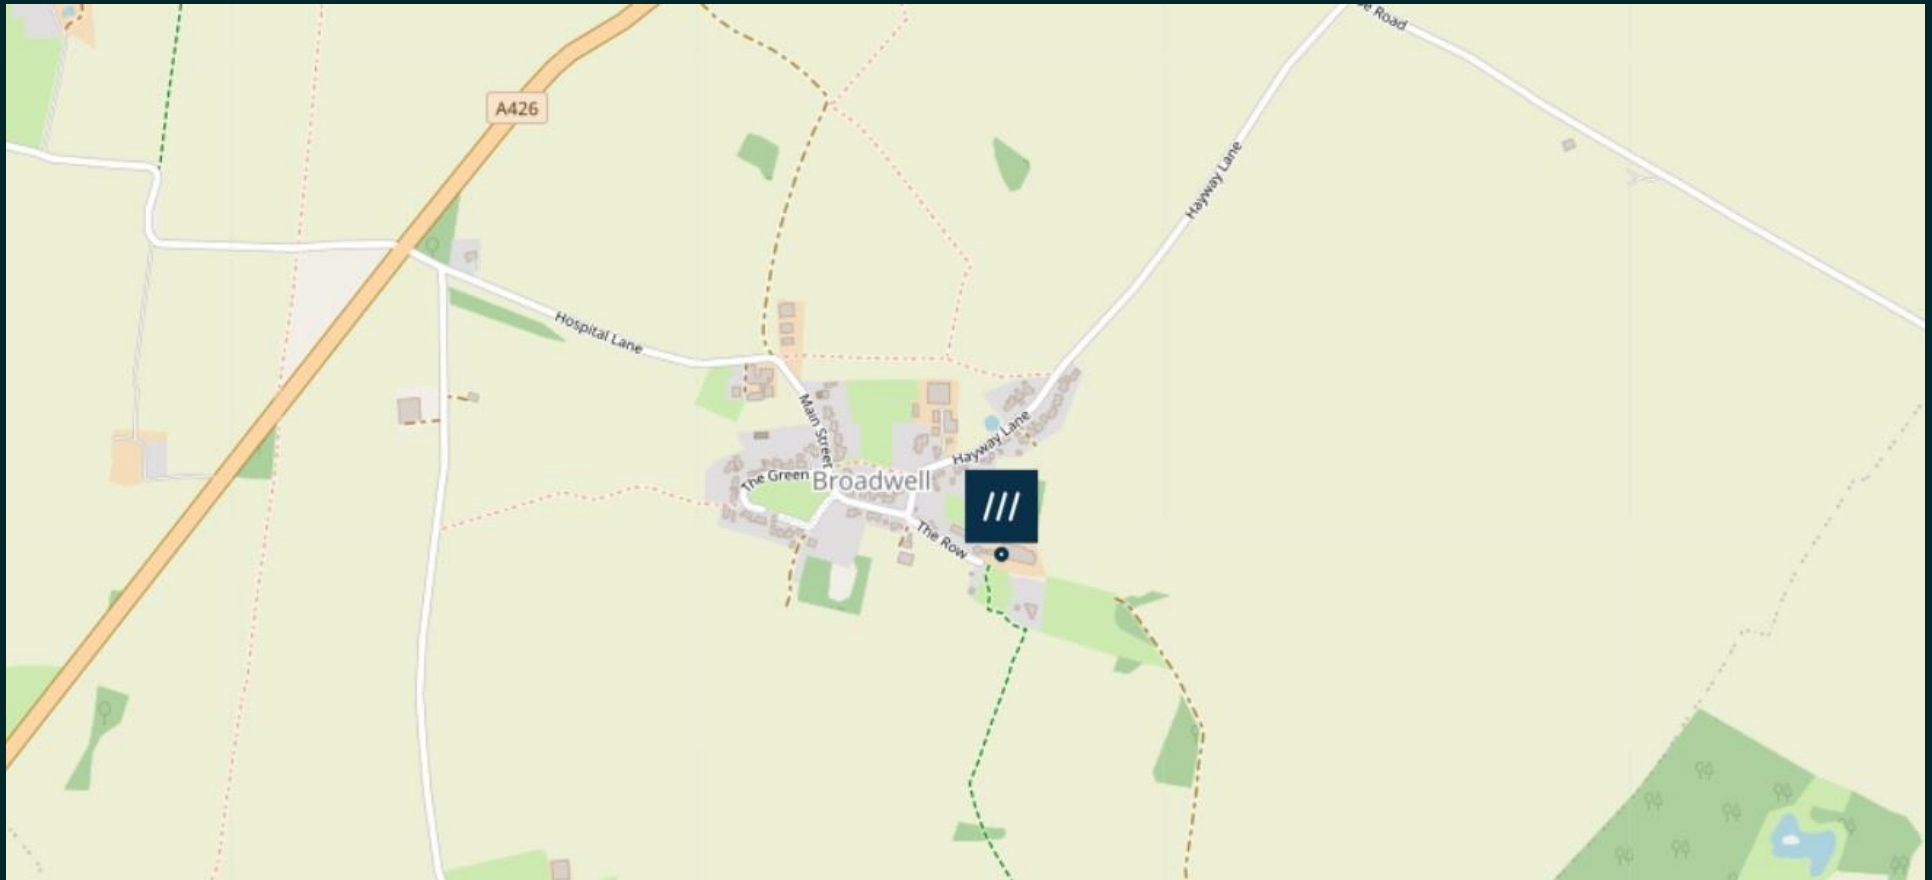 Road
A426
Hayway Lane
Hospital Lane
Main Street
Hayway Lane
The Green
Broadwell
The Row